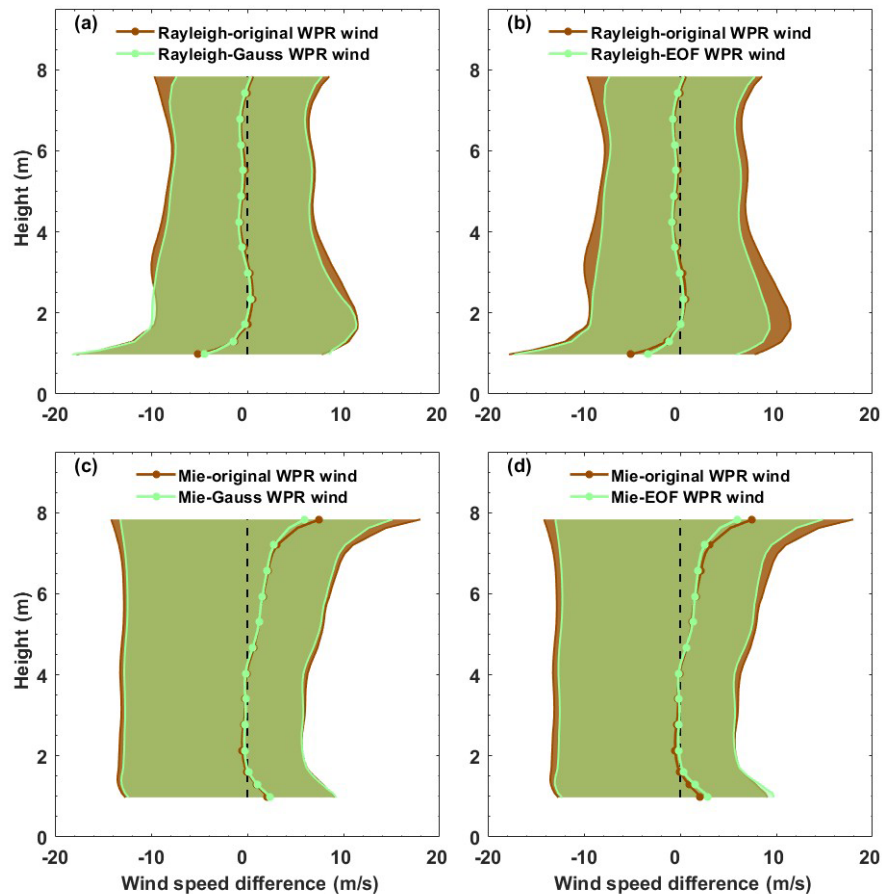 (a)
Rayleigh-original WPR wind
Rayleigh-Gauss WPR wind
Height (m)
8
6
4
2
0
-20
-10
0
10
20
(b)
Rayleigh-original WPR wind
Rayleigh-EOF WPR wind
8
6
4
2
0
-20
-10
0
10
20
(c)
Mie-original WPR wind
Mie-Gauss WPR wind
Height (m)
8
6
4
2
0
-20
-10
0
10
20
Wind speed difference (m/s)
(d)
Mie-original WPR wind
Mie-EOF WPR wind
8
6
4
2
0
-20
-10
0
10
20
Wind speed difference (m/s)